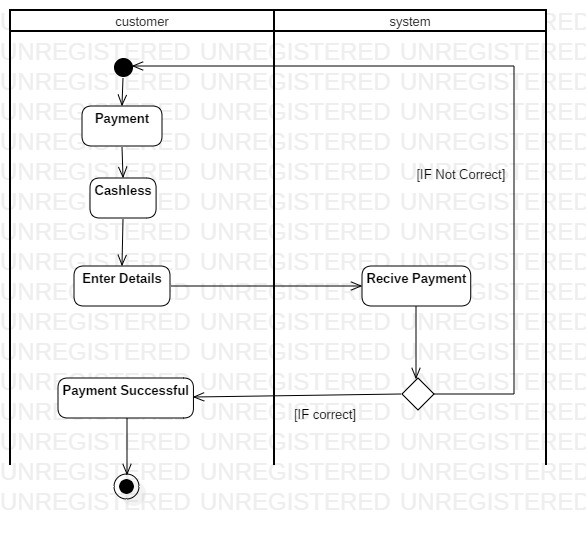 customer
system
Payment
[IF Not Correct]
Cashless
Enter Details
Recive Payment
Payment Successful
[IF correct]
UNREGISTERED UNREGISTERED UNREGISTERED